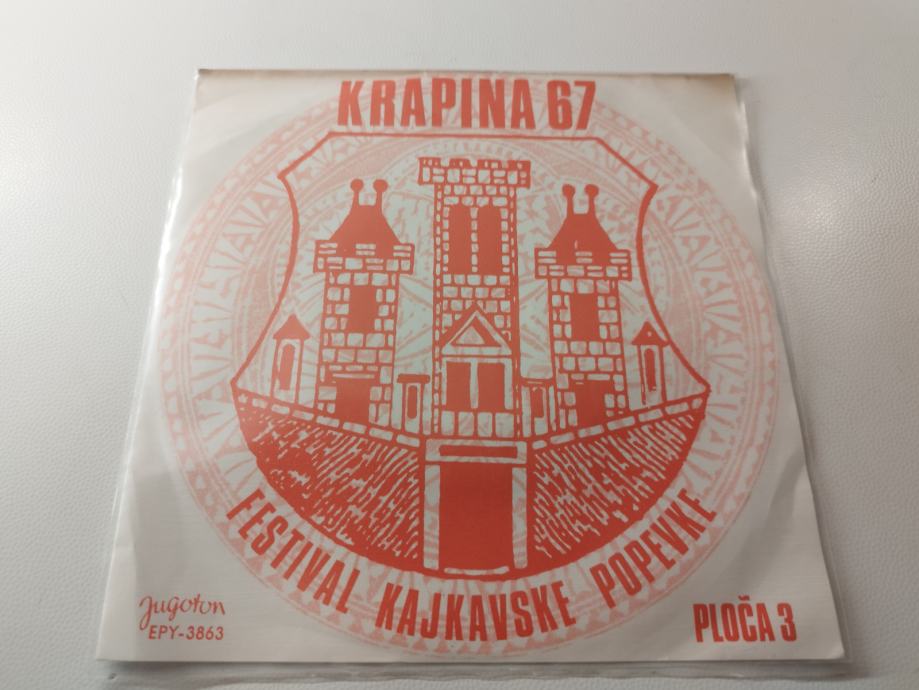 KRAPINA 67
FESTIVAL KAJKAVSKE POPEVKE
Jugoton
EPY-3863
PLOČA 3